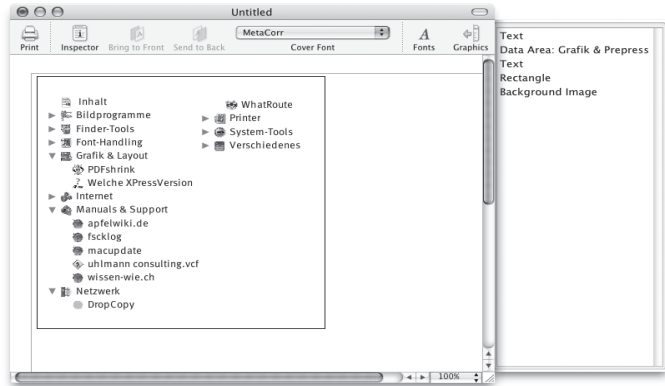 Untitled
MetaCorr
Print Inspector Bring to Front Send to Back Cover Font Fonts Graphics
Inhalt
Bildprogramme
Finder-Tools
Font-Handling
Grafik & Layout
PDFshrink
Welche XPressVersion
Internet
Manuals & Support
apfelwiki.de
fscklog
macupdate
uhlmann consulting.vcf
wissen-wie.ch
Netzwerk
DropCopy
WhatRoute
Printer
System-Tools
Verschiedenes
100%
Text
Data Area: Grafik & Prepress
Text
Rectangle
Background Image